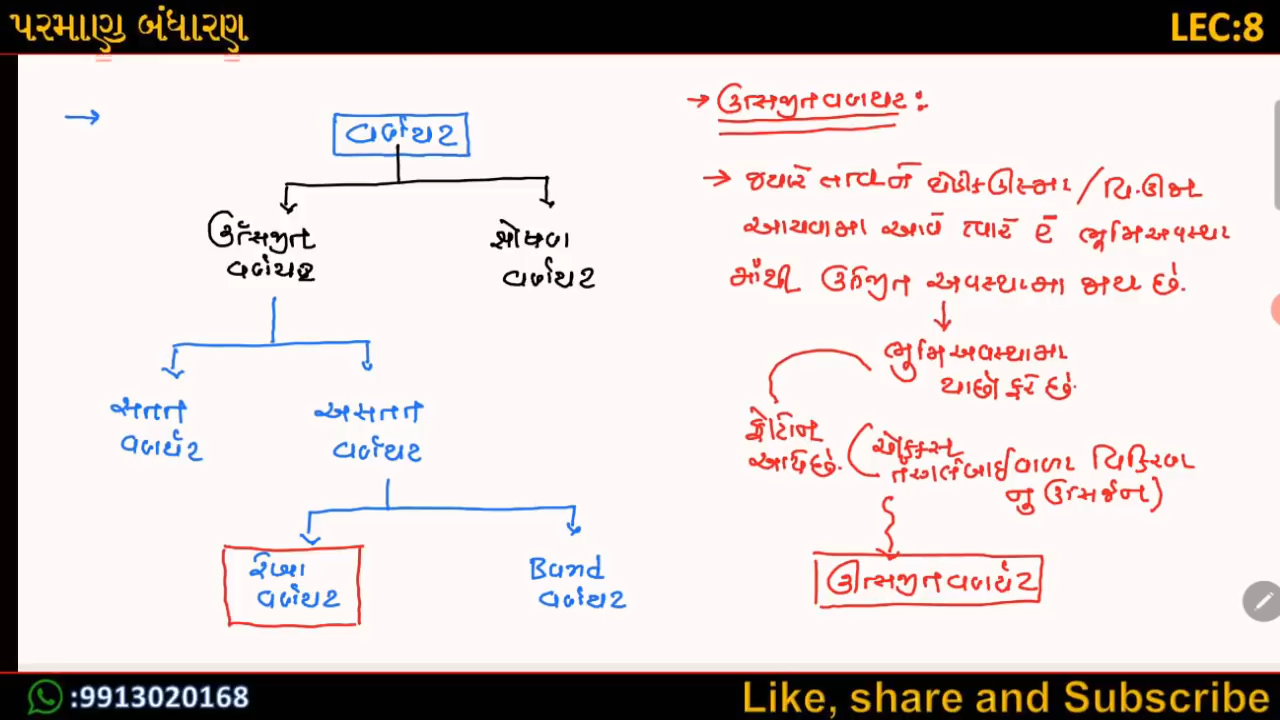 પરમાણુ બંધારણ
LEC:8
→ વર્ણપટ
ઉત્સર્જીત
વર્ણપટ
શોષણ
વર્ણપટ
સતત
વર્ણપટ
અસતત
વર્ણપટ
રેખા
વર્ણપટ
Band
વર્ણપટ
→ ઉત્સર્જીત વર્ણપટ :
→ જ્યારે તત્વને થોડીક ઊષ્મા / વિ.ઊર્જા
આપવામા આવે ત્યારે e ભૂમિઅવસ્થા
માંથી ઉત્તેજીત અવસ્થામા જાય છે.
ભુમિઅવસ્થામા
પાછો ફરે છે.
ફોટોન
આપે છે.
(ચોક્કસ
તરંગલંબાઈવાળા વિકિરણ
નુ ઉત્સર્જન)
ઉત્સર્જીત વર્ણપટ
:9913020168
Like, share and Subscribe